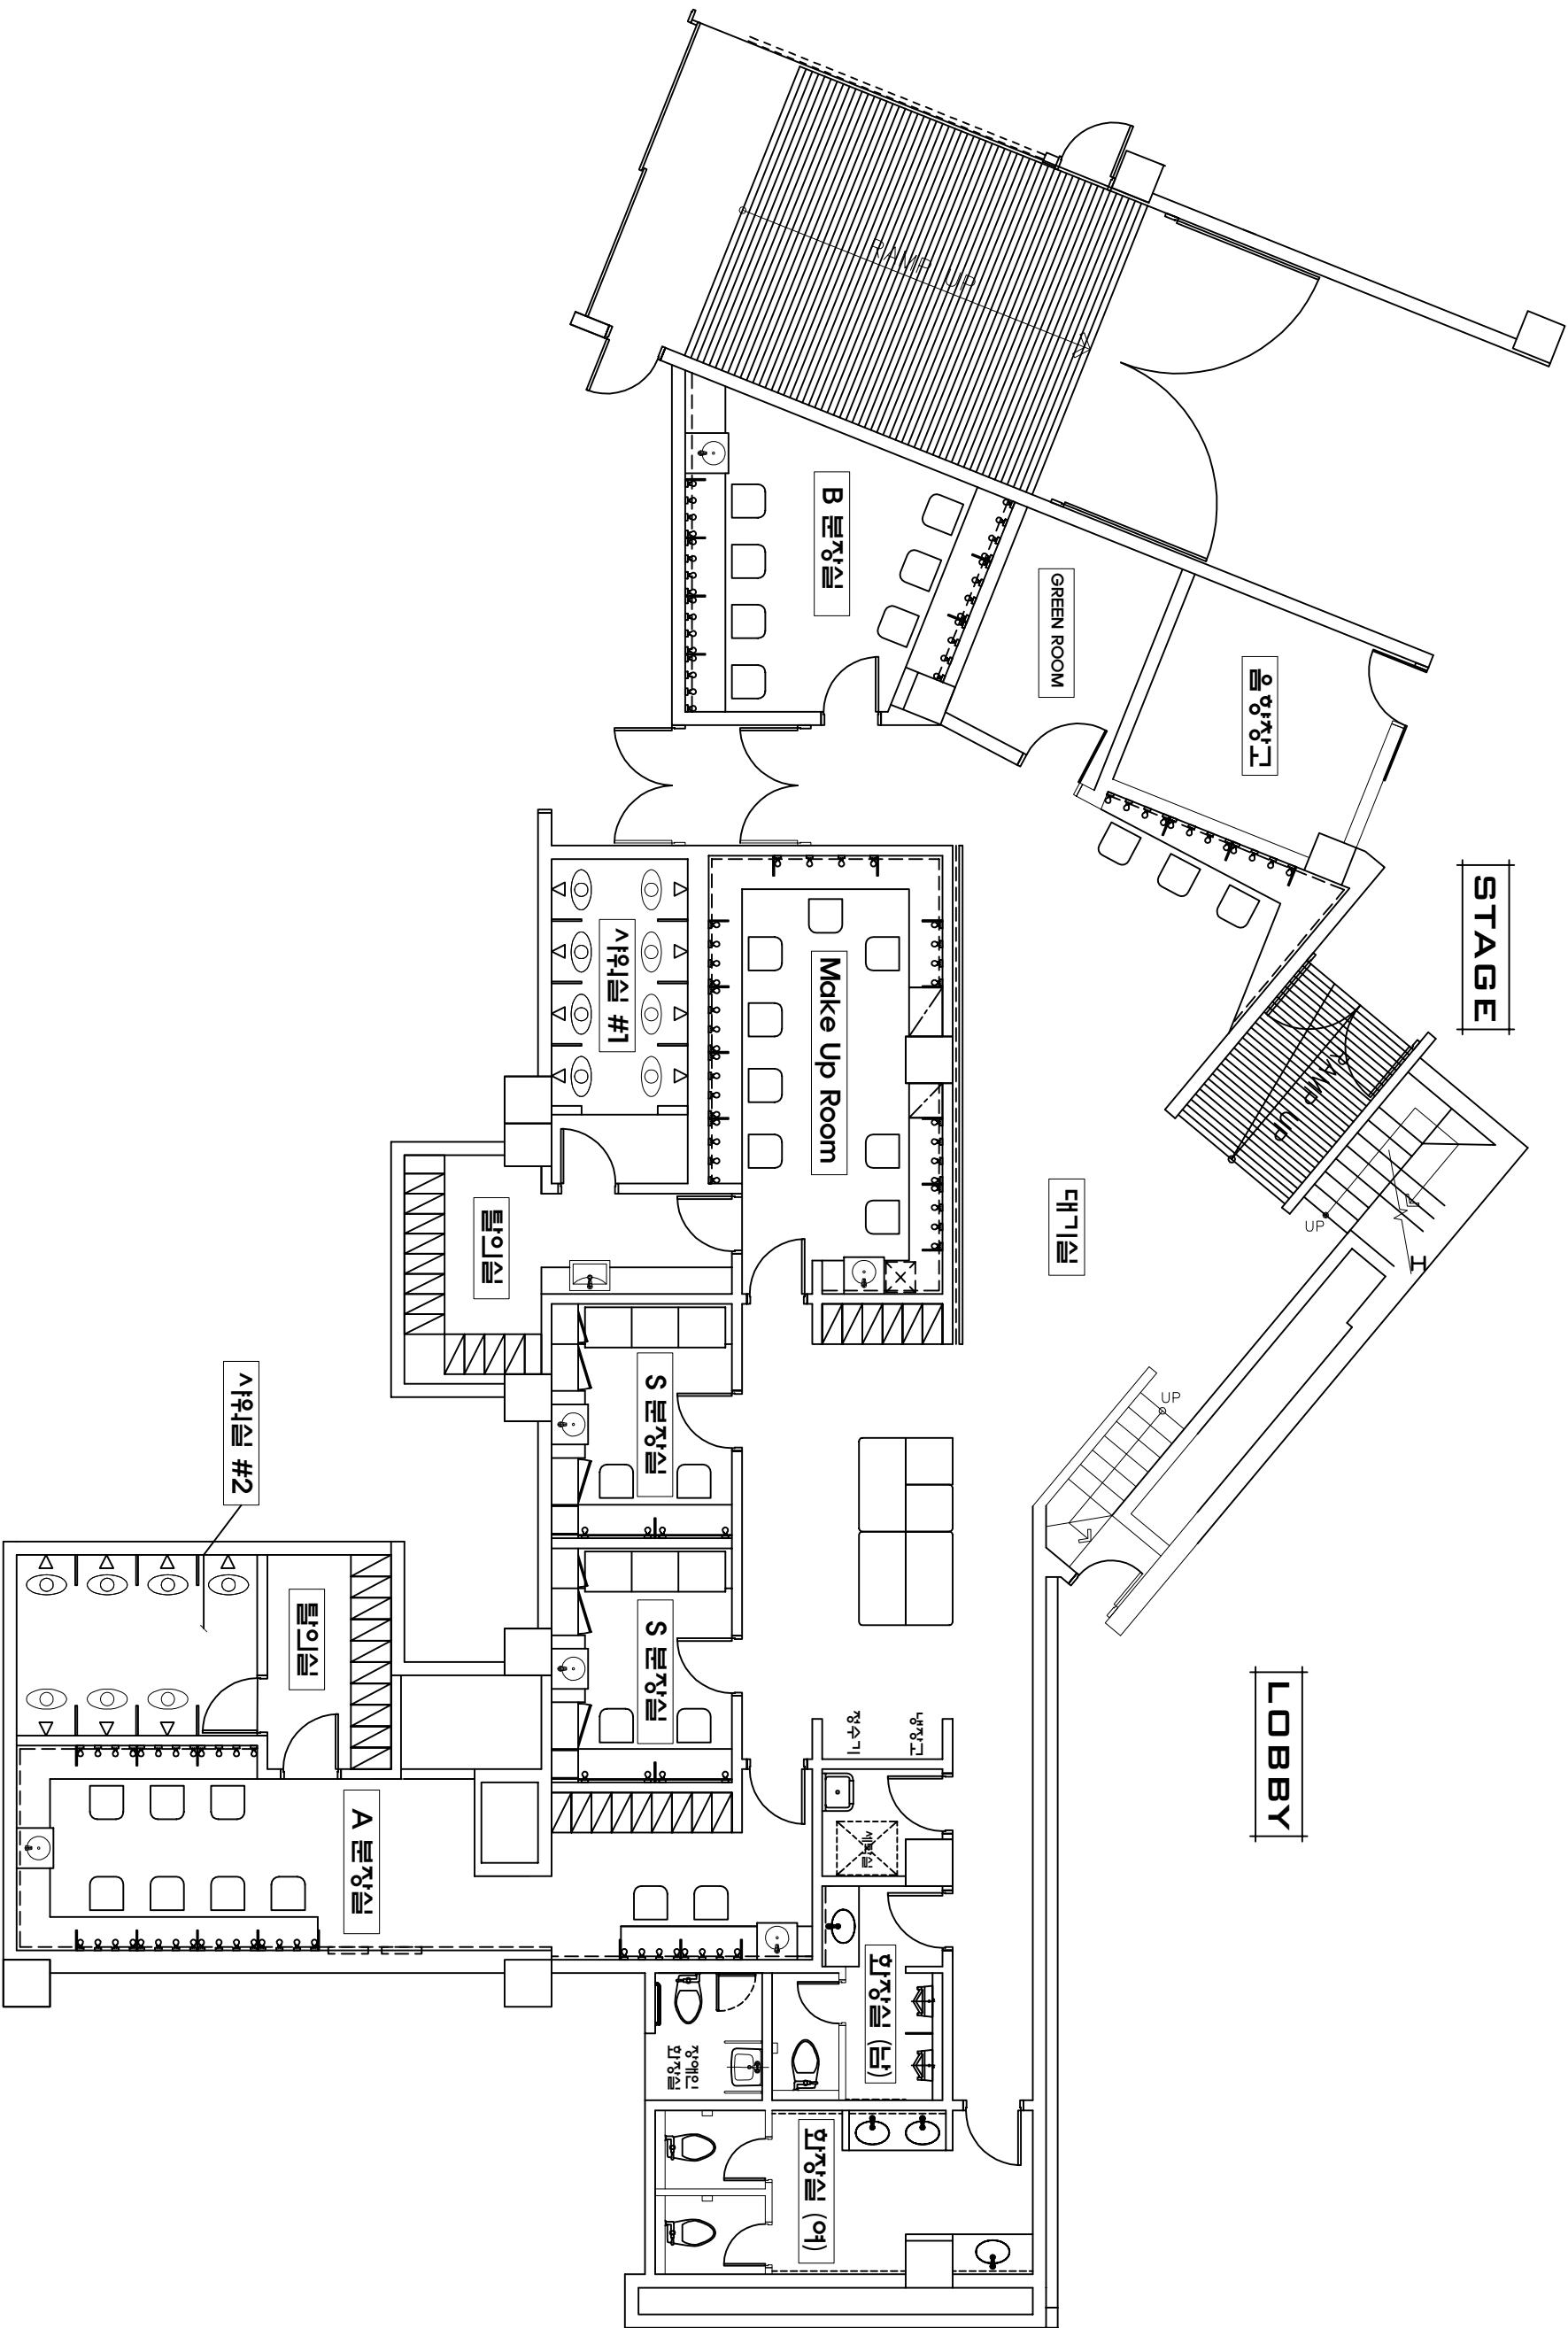 STAGE
LOBBY
RAMP UP
B 분장실
GREEN ROOM
음향창고
RAMP UP
UP
H
대기실
UP
Make Up Room
샤워실 #1
탈의실
S 분장실
S 분장실
샤워실 #2
탈의실
A 분장실
정수기
냉장고
세탁실
화장실 (남)
장애인
화장실
화장실 (여)